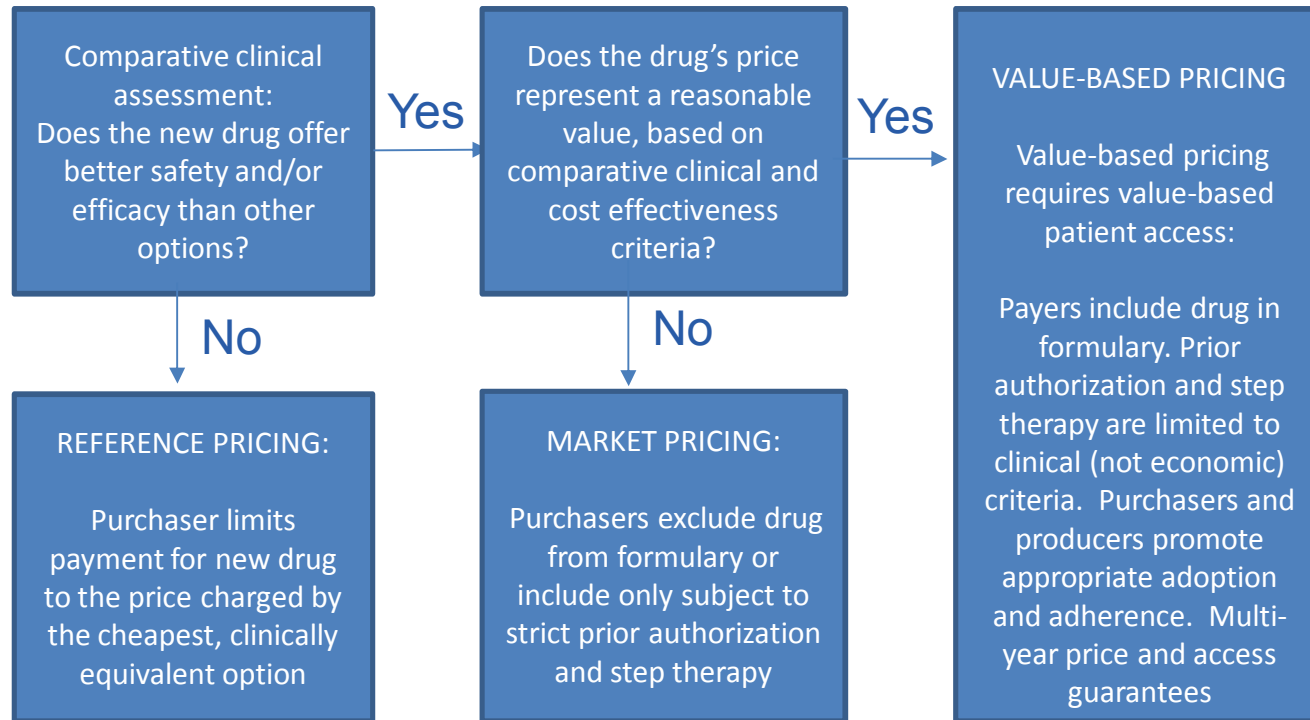 Comparative clinical
assessment:
Does the new drug offer
better safety and/or
efficacy than other
options?
Yes
Does the drug’s price
represent a reasonable
value, based on
comparative clinical and
cost effectiveness
criteria?
Yes
VALUE-BASED PRICING
Value-based pricing
requires value-based
patient access:
Payers include drug in
formulary. Prior
authorization and step
therapy are limited to
clinical (not economic)
criteria.  Purchasers and
producers promote
appropriate adoption
and adherence.  Multi-
year price and access
guarantees
No
No
REFERENCE PRICING:
Purchaser limits
payment for new drug
to the price charged by
the cheapest, clinically
equivalent option
MARKET PRICING:
Purchasers exclude drug
from formulary or
include only subject to
strict prior authorization
and step therapy